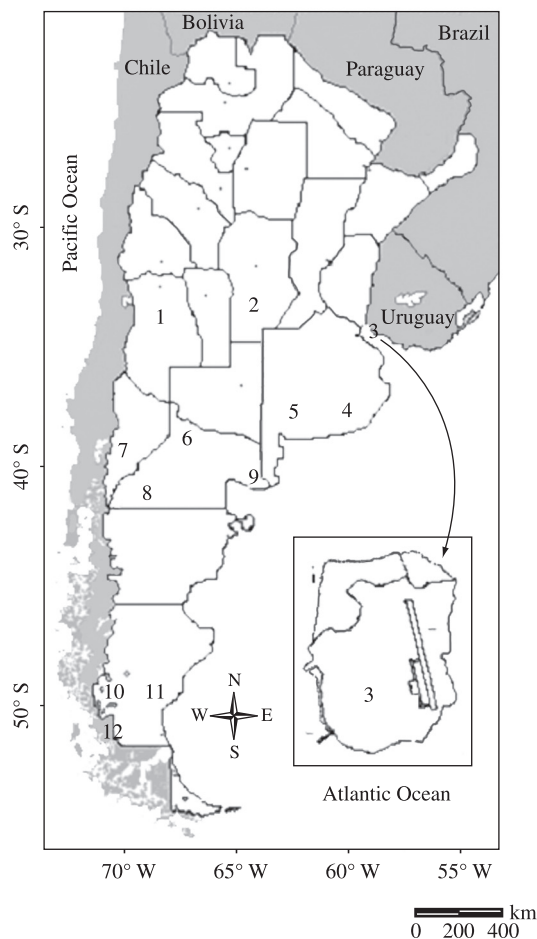 Bolivia
Brazil
Chile
Paraguay
Pacific Ocean
30° S
1
2
3
Uruguay
5
4
6
7
40° S
9
8
10
11
12
50° S
N
W
E
S
3
Atlantic Ocean
70° W
65° W
60° W
55° W
km
0
200
400